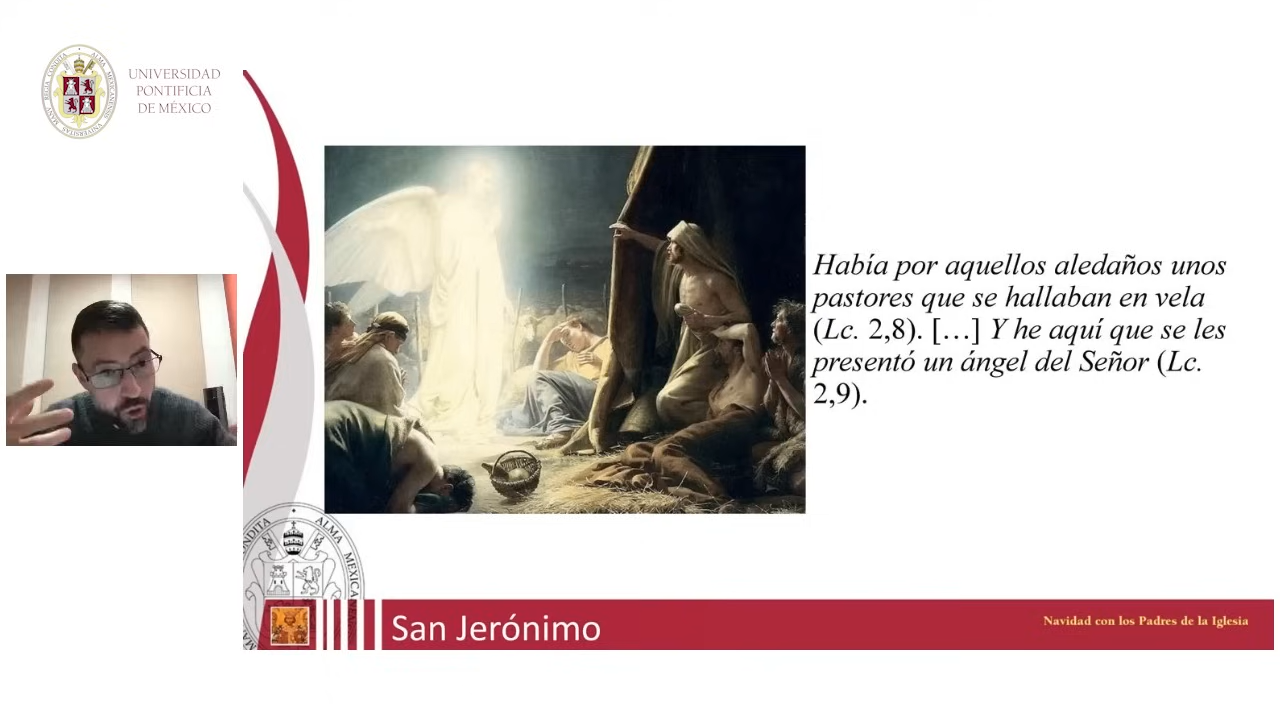 UNIVERSIDAD
PONTIFICIA
DE MÉXICO
Había por aquellos aledaños unos
pastores que se hallaban en vela
(Lc. 2,8). […] Y he aquí que se les
presentó un ángel del Señor (Lc.
2,9).
ALMA MEXICA
San Jerónimo
Navidad con los Padres de la Iglesia